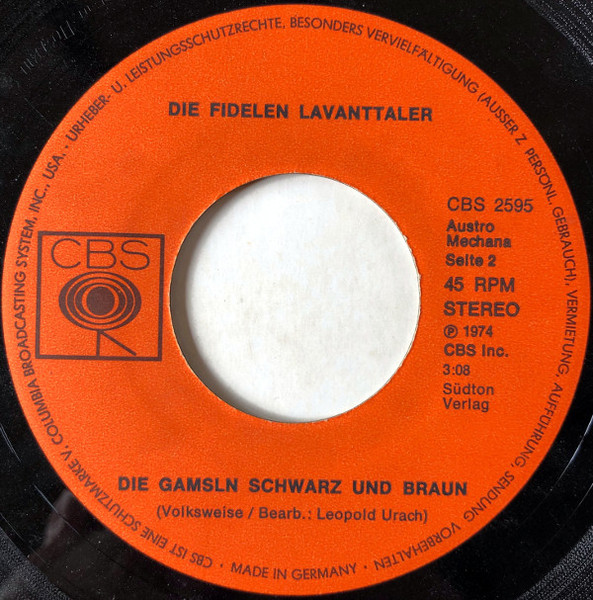 URHEBER- U. LEISTUNGSSCHUTZRECHTE, BESONDERS VERVIELFÄLTIGUNG (AUSSER Z. PERSÖNL. GEBRAUCH), VERMIETUNG, AUFFÜHRUNG, SENDUNG VORBEHALTEN
DIE FIDELEN LAVANTTALER
CBS
CBS 2595
Austro
Mechana
Seite 2
45 RPM
STEREO
Ⓟ 1974
CBS Inc.
3:08
Südton
Verlag
DIE GAMSLN SCHWARZ UND BRAUN
(Volksweise / Bearb.: Leopold Urach)
CBS IST EINE SCHUTZMARKE V. COLUMBIA BROADCASTING SYSTEM, INC., USA. •
• MADE IN GERMANY •